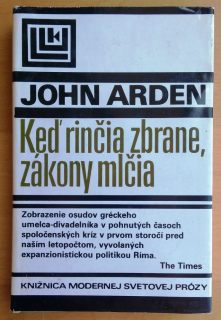 JOHN ARDEN
Keď rinčia zbrane,
zákony mlčia
Zobrazenie osudov gréckeho
umelca-divadelníka v pohnutých časoch
spoločenských kríz v prvom storočí pred
naším letopočtom, vyvolaných
expanzionistickou politikou Ríma.
The Times
KNIŽNICA MODERNEJ SVETOVEJ PRÓZY